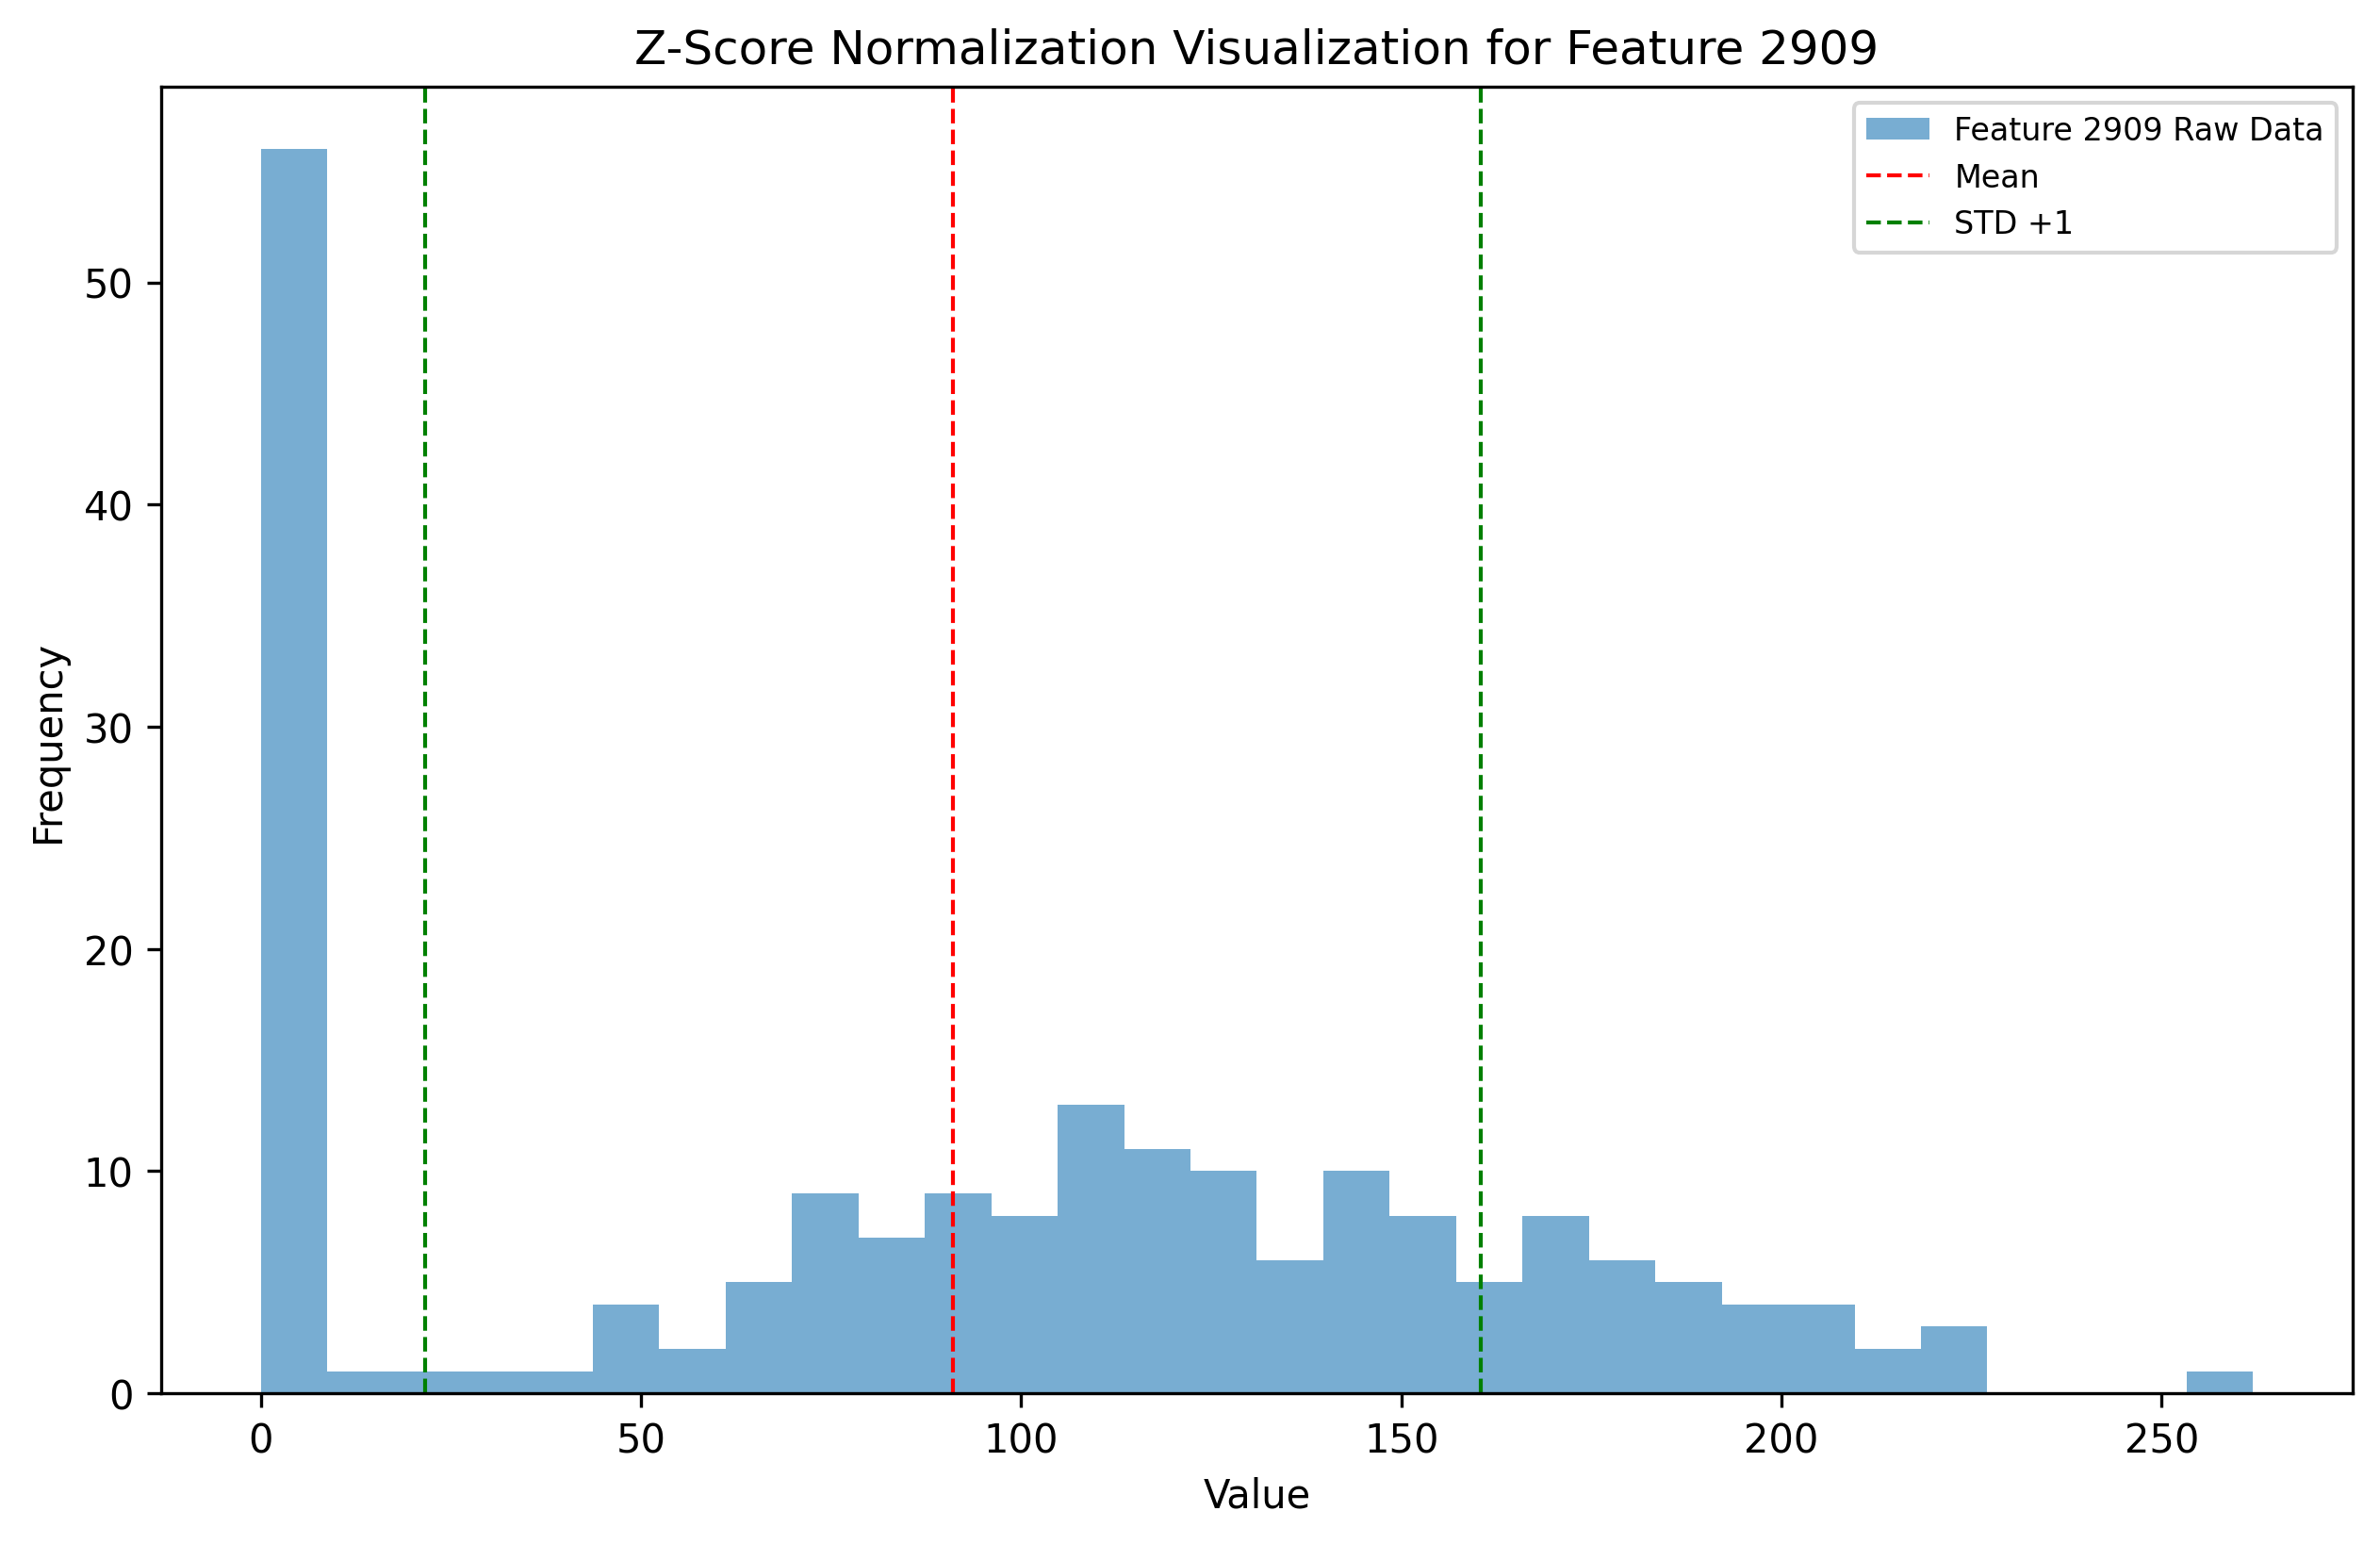 Z-Score Normalization Visualization for Feature 2909
Feature 2909 Raw Data
Mean
STD +1
50
40
30
20
10
0
Frequency
0 50 100 150 200 250
Value